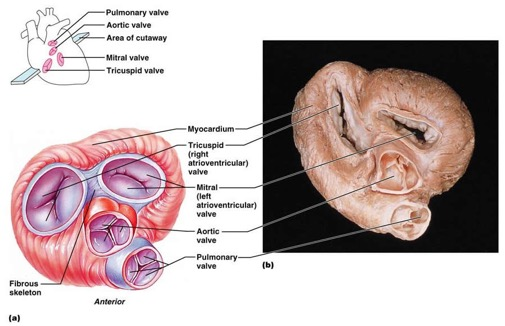 Pulmonary valve
Aortic valve
Area of cutaway
Mitral valve
Tricuspid valve
Myocardium
Tricuspid
(right
atrioventricular)
valve
Mitral
(left
atrioventricular)
valve
Aortic
valve
Pulmonary
valve
(b)
Fibrous
skeleton
Anterior
(a)